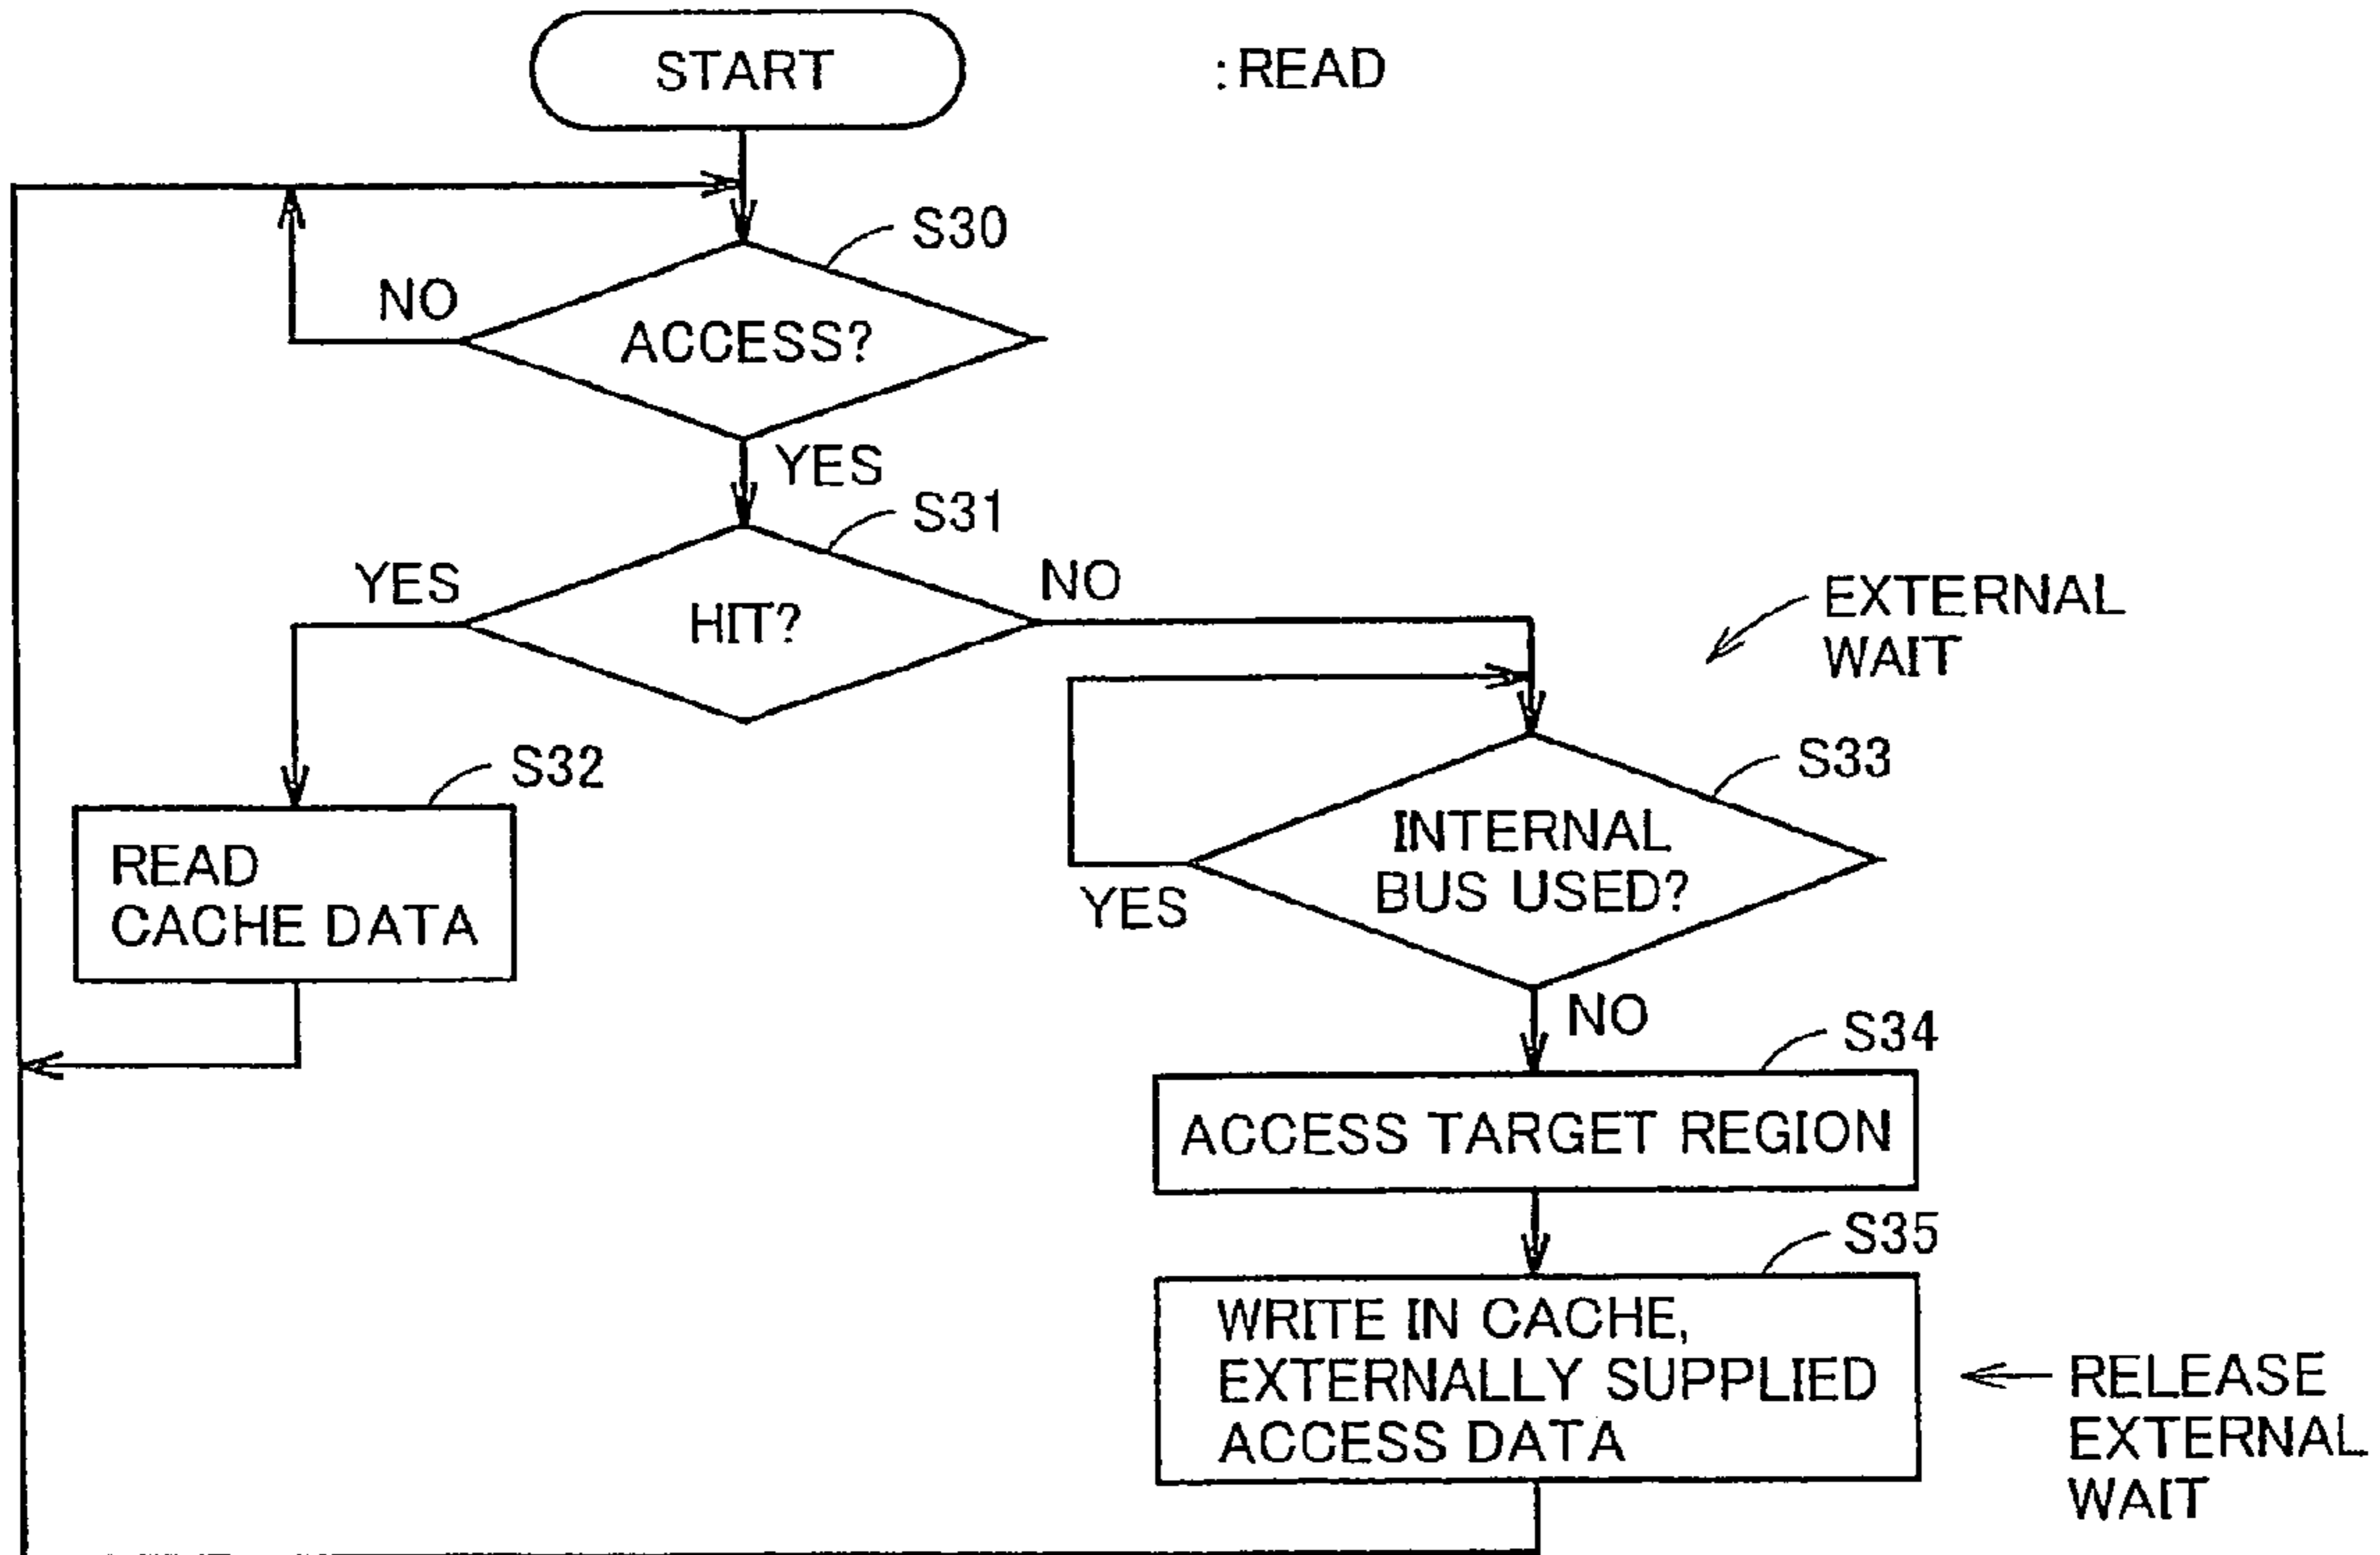 START
:READ
S30
NO
ACCESS?
YES
S31
YES
NO
HIT?
EXTERNAL
WAIT
S32
S33
READ
CACHE DATA
INTERNAL
BUS USED?
YES
NO
S34
ACCESS TARGET REGION
S35
WRITE IN CACHE,
EXTERNALLY SUPPLIED
ACCESS DATA
RELEASE
EXTERNAL
WAIT